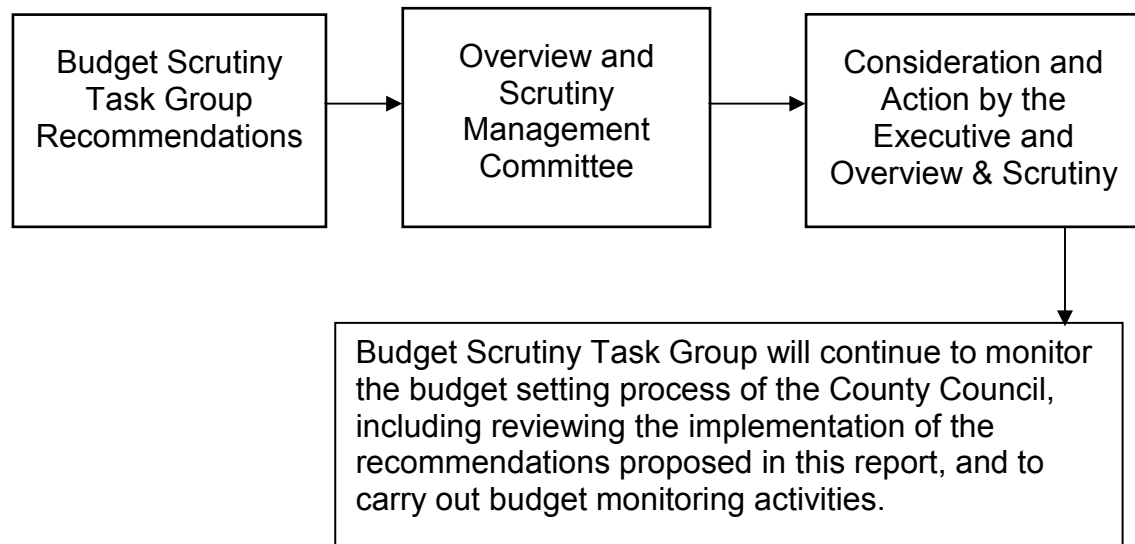 Budget Scrutiny
Task Group
Recommendations
Overview and
Scrutiny
Management
Committee
Consideration and
Action by the
Executive and
Overview & Scrutiny
Budget Scrutiny Task Group will continue to monitor
the budget setting process of the County Council,
including reviewing the implementation of the
recommendations proposed in this report, and to
carry out budget monitoring activities.